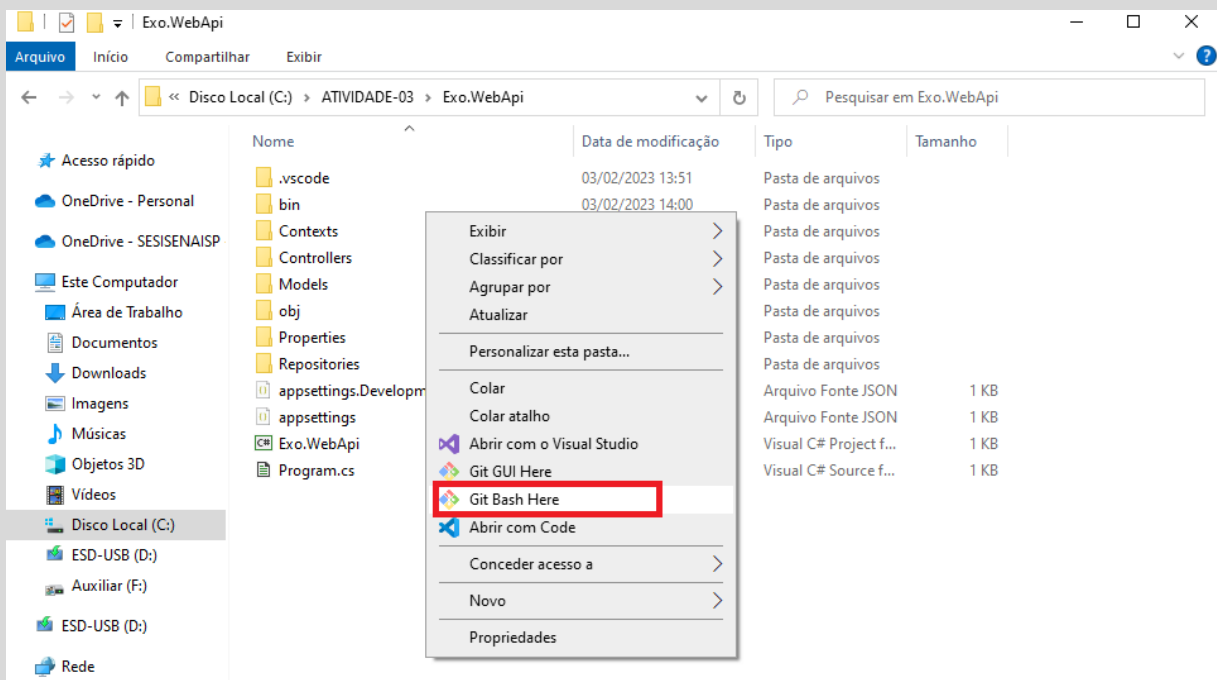 Exo.WebApi
Arquivo Início Compartilhar Exibir
« Disco Local (C:) › ATIVIDADE-03 › Exo.WebApi Pesquisar em Exo.WebApi
Nome Data de modificação Tipo Tamanho
Acesso rápido
OneDrive - Personal
OneDrive - SESISENAISP
Este Computador
Área de Trabalho
Documentos
Downloads
Imagens
Músicas
Objetos 3D
Vídeos
Disco Local (C:)
ESD-USB (D:)
Auxiliar (F:)
ESD-USB (D:)
Rede
.vscode 03/02/2023 13:51 Pasta de arquivos
bin 03/02/2023 14:00 Pasta de arquivos
Contexts Pasta de arquivos
Controllers Pasta de arquivos
Models Pasta de arquivos
obj Pasta de arquivos
Properties Pasta de arquivos
Repositories Pasta de arquivos
appsettings.Developm Arquivo Fonte JSON 1 KB
appsettings Arquivo Fonte JSON 1 KB
C# Exo.WebApi Visual C# Project f... 1 KB
Program.cs Visual C# Source f... 1 KB
Exibir
Classificar por
Agrupar por
Atualizar
Personalizar esta pasta...
Colar
Colar atalho
Abrir com o Visual Studio
Git GUI Here
Git Bash Here
Abrir com Code
Conceder acesso a
Novo
Propriedades